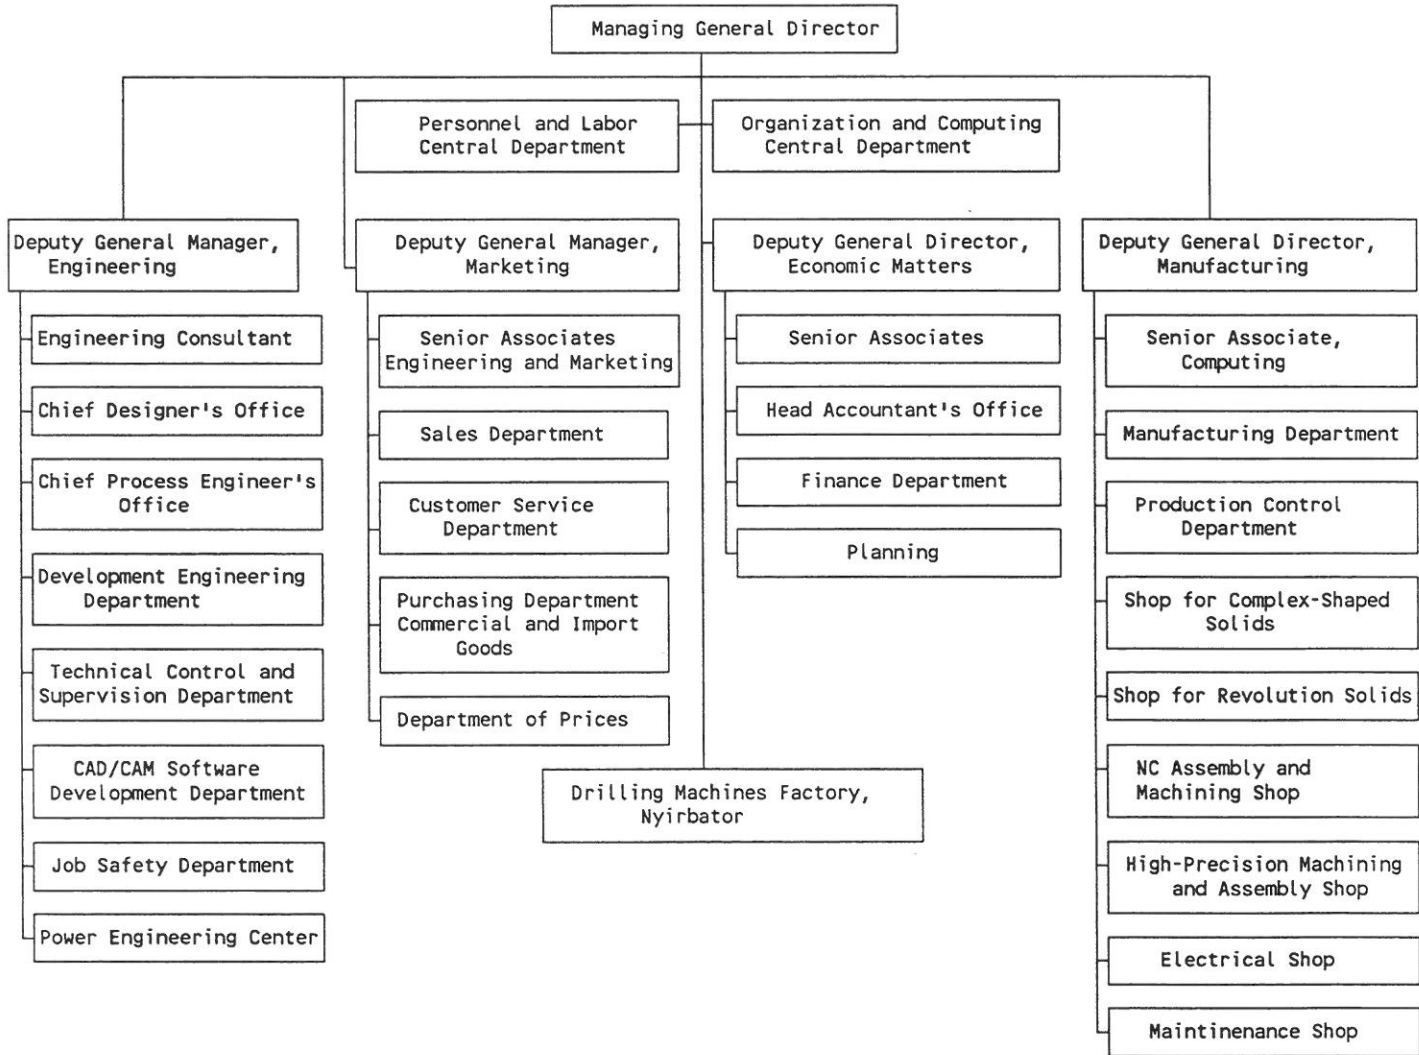 Managing General Director
Personnel and Labor
Central Department
Organization and Computing
Central Department
Deputy General Manager,
Engineering
Engineering Consultant
Chief Designer's Office
Chief Process Engineer's
Office
Development Engineering
Department
Technical Control and
Supervision Department
CAD/CAM Software
Development Department
Job Safety Department
Power Engineering Center
Deputy General Manager,
Marketing
Senior Associates
Engineering and Marketing
Sales Department
Customer Service
Department
Purchasing Department
Commercial and Import
Goods
Department of Prices
Deputy General Director,
Economic Matters
Senior Associates
Head Accountant's Office
Finance Department
Planning
Drilling Machines Factory,
Nyirbator
Deputy General Director,
Manufacturing
Senior Associate,
Computing
Manufacturing Department
Production Control
Department
Shop for Complex-Shaped
Solids
Shop for Revolution Solids
NC Assembly and
Machining Shop
High-Precision Machining
and Assembly Shop
Electrical Shop
Maintinenance Shop